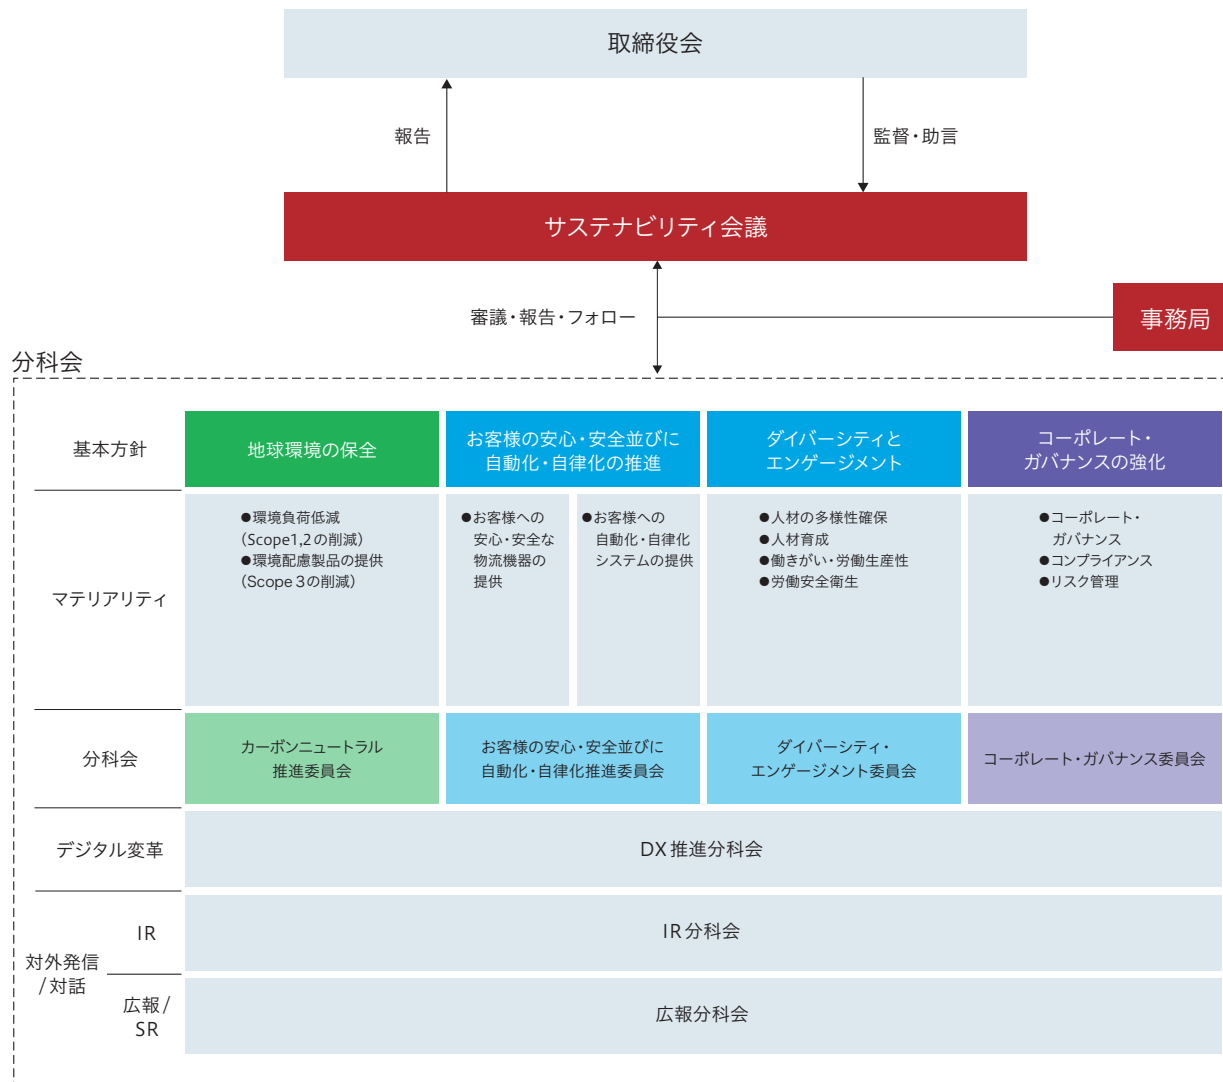 取締役会
報告
監督・助言
サステナビリティ会議
審議・報告・フォロー
事務局
分科会
基本方針
地球環境の保全
お客様の安心・安全並びに
自動化・自律化の推進
ダイバーシティと
エンゲージメント
コーポレート・
ガバナンスの強化
マテリアリティ
●環境負荷低減
(Scope1,2の削減)
●環境配慮製品の提供
(Scope 3の削減)
●お客様への
安心・安全な
物流機器の
提供
●お客様への
自動化・自律化
システムの提供
●人材の多様性確保
●人材育成
●働きがい・労働生産性
●労働安全衛生
●コーポレート・
ガバナンス
●コンプライアンス
●リスク管理
分科会
カーボンニュートラル
推進委員会
お客様の安心・安全並びに
自動化・自律化推進委員会
ダイバーシティ・
エンゲージメント委員会
コーポレート・ガバナンス委員会
デジタル変革
DX推進分科会
対外発信
/対話
IR
IR分科会
広報/
SR
広報分科会